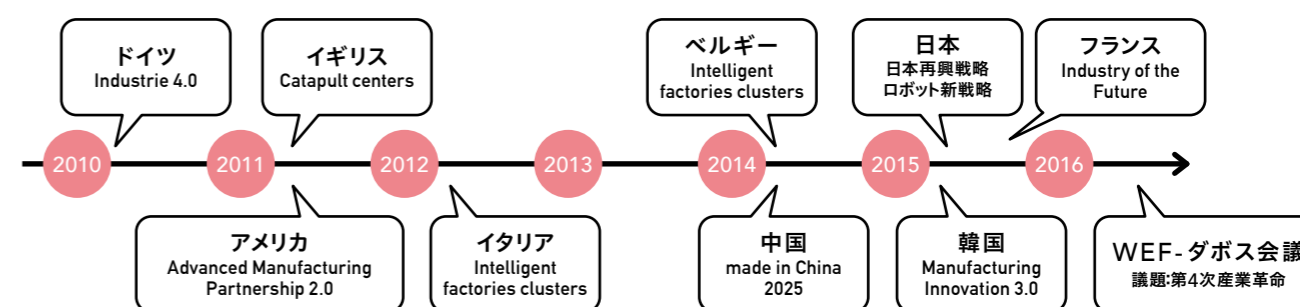 ドイツ
Industrie 4.0
イギリス
Catapult centers
ベルギー
Intelligent
factories clusters
日本
日本再興戦略
ロボット新戦略
フランス
Industry of the
Future
2010
2011
2012
2013
2014
2015
2016
アメリカ
Advanced Manufacturing
Partnership 2.0
イタリア
Intelligent
factories clusters
中国
made in China
2025
韓国
Manufacturing
Innovation 3.0
WEF-ダボス会議
議題:第4次産業革命